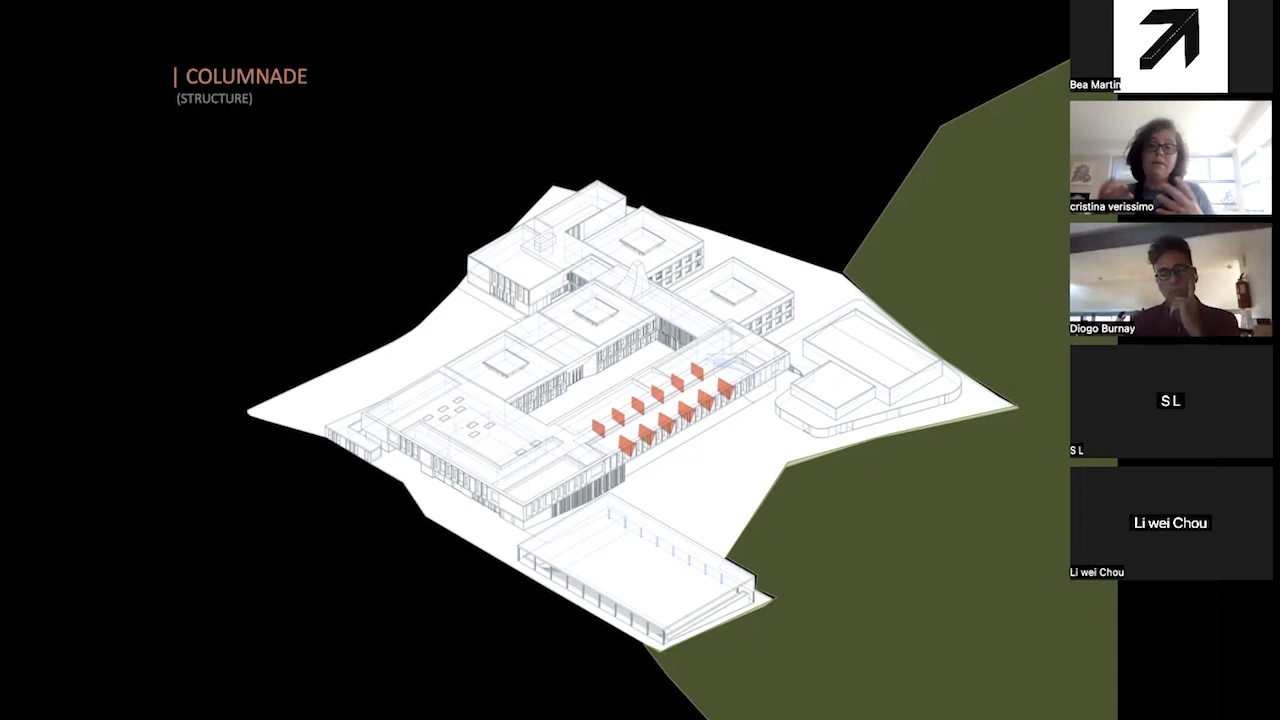 | COLUMNADE
(STRUCTURE)
Bea Martin
cristina verissimo
Diogo Burnay
S L
S L
Li wei Chou
Li wei Chou